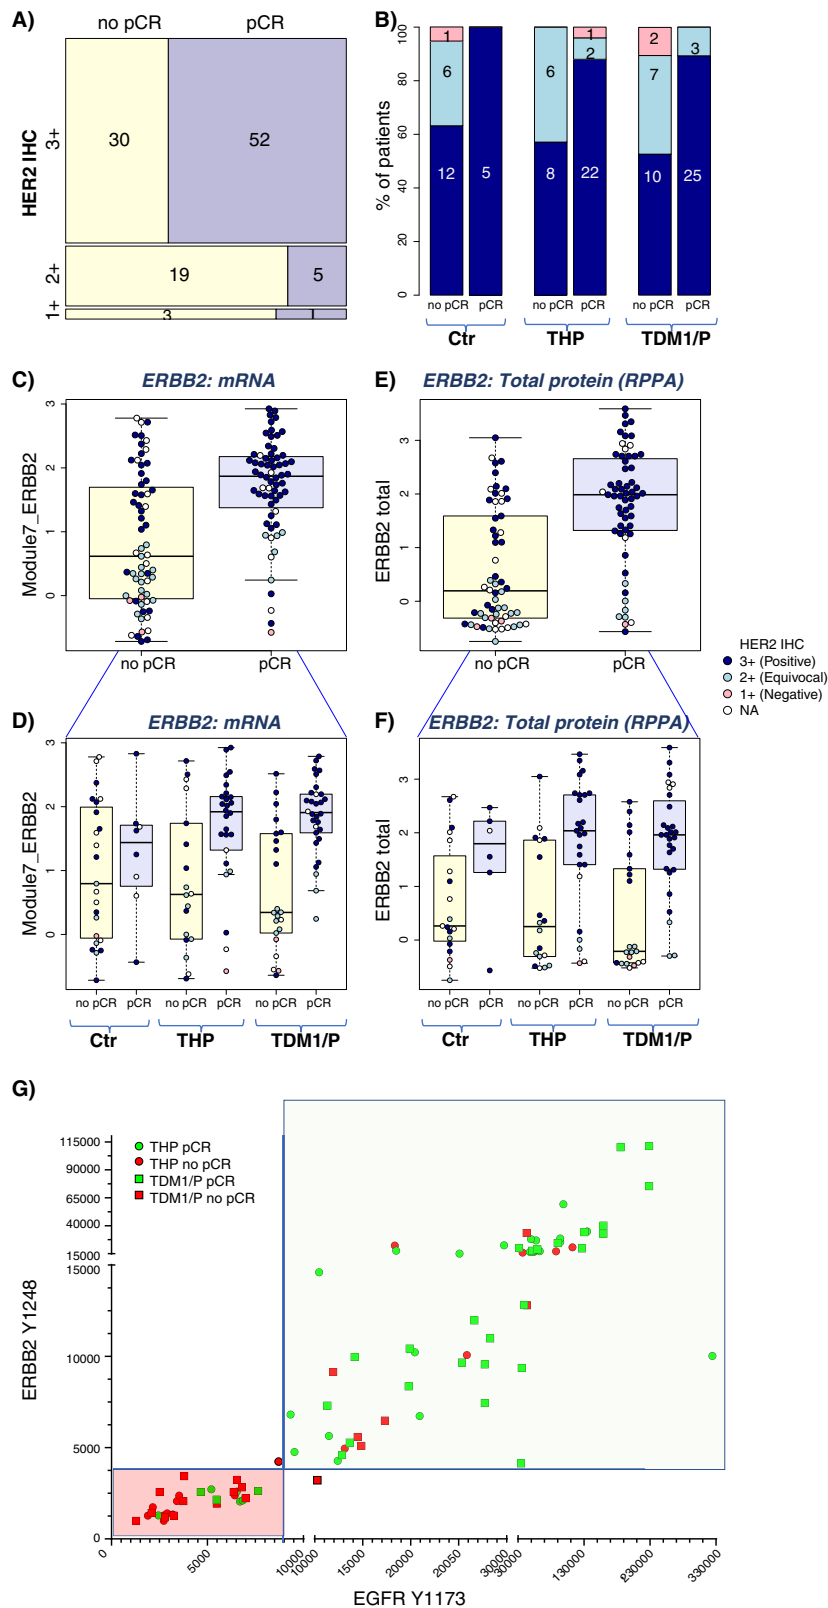 A)
no pCR pCR
HER2 IHC
3+
30 52
2+
19 5
1+
3 1
B)
% of patients
100
80
60
40
20
0
1 1 2
6 6 2 7 3
12 5 8 22 10 25
no pCR pCR no pCR pCR no pCR pCR
Ctr THP TDM1/P
C)
ERBB2: mRNA
Module7_ERBB2
3
2
1
0
no pCR pCR
E)
ERBB2: Total protein (RPPA)
ERBB2 total
3
2
1
0
no pCR pCR
HER2 IHC
3+ (Positive)
2+ (Equivocal)
1+ (Negative)
NA
D)
ERBB2: mRNA
Module7_ERBB2
3
2
1
0
no pCR pCR no pCR pCR no pCR pCR
Ctr THP TDM1/P
F)
ERBB2: Total protein (RPPA)
ERBB2 total
3
2
1
0
no pCR pCR no pCR pCR no pCR pCR
Ctr THP TDM1/P
G)
THP pCR
THP no pCR
TDM1/P pCR
TDM1/P no pCR
ERBB2 Y1248
115000
90000
65000
40000
15000
15000
10000
5000
0
0 5000 10000 10000 15000 20000 20050 30000 30000 130000 230000 330000
EGFR Y1173